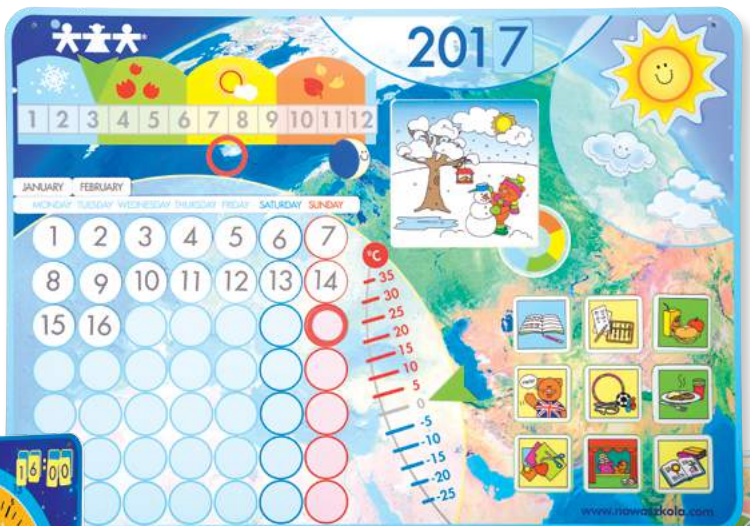 2017
1 2 3 4 5 6 7 8 9 10 11 12
JANUARY FEBRUARY
MONDAY TUESDAY WEDNESDAY THURSDAY FRIDAY SATURDAY SUNDAY
1 2 3 4 5 6 7
8 9 10 11 12 13 14
15 16
°C
35
30
25
20
15
10
5
0
-5
-10
-15
-20
-25
16:00
www.nowaszkola.com